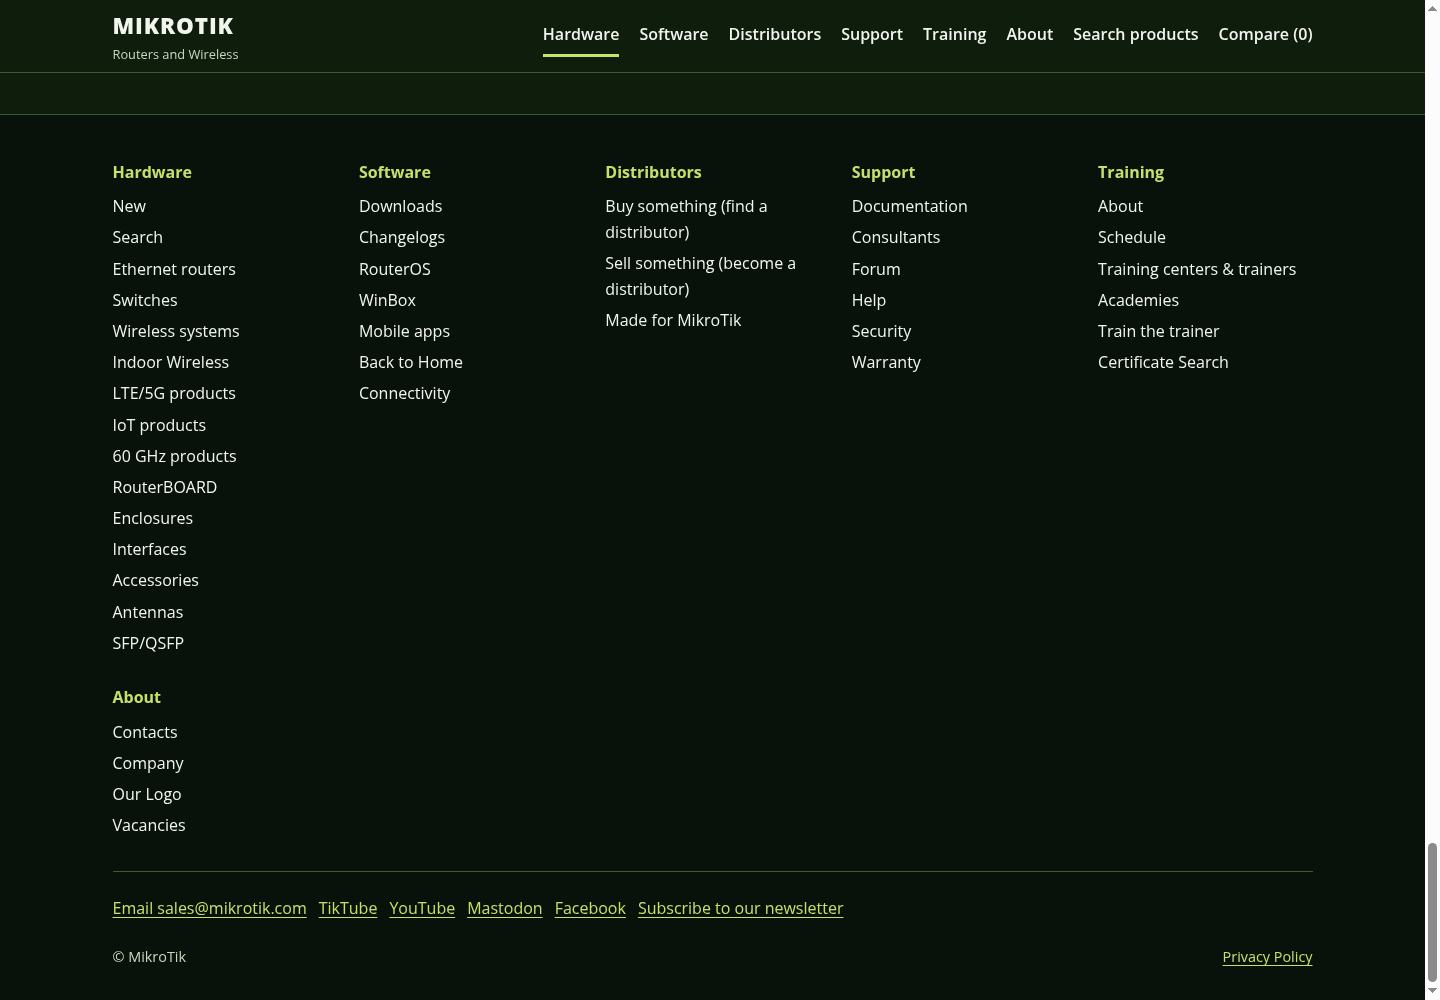 MIKROTIK
Routers and Wireless
Hardware
Software
Distributors
Support
Training
About
Search products
Compare (0)
Hardware
New
Search
Ethernet routers
Switches
Wireless systems
Indoor Wireless
LTE/5G products
IoT products
60 GHz products
RouterBOARD
Enclosures
Interfaces
Accessories
Antennas
SFP/QSFP
Software
Downloads
Changelogs
RouterOS
WinBox
Mobile apps
Back to Home
Connectivity
Distributors
Buy something (find a
distributor)
Sell something (become a
distributor)
Made for MikroTik
Support
Documentation
Consultants
Forum
Help
Security
Warranty
Training
About
Schedule
Training centers & trainers
Academies
Train the trainer
Certificate Search
About
Contacts
Company
Our Logo
Vacancies
Email sales@mikrotik.com
TikTube
YouTube
Mastodon
Facebook
Subscribe to our newsletter
© MikroTik
Privacy Policy